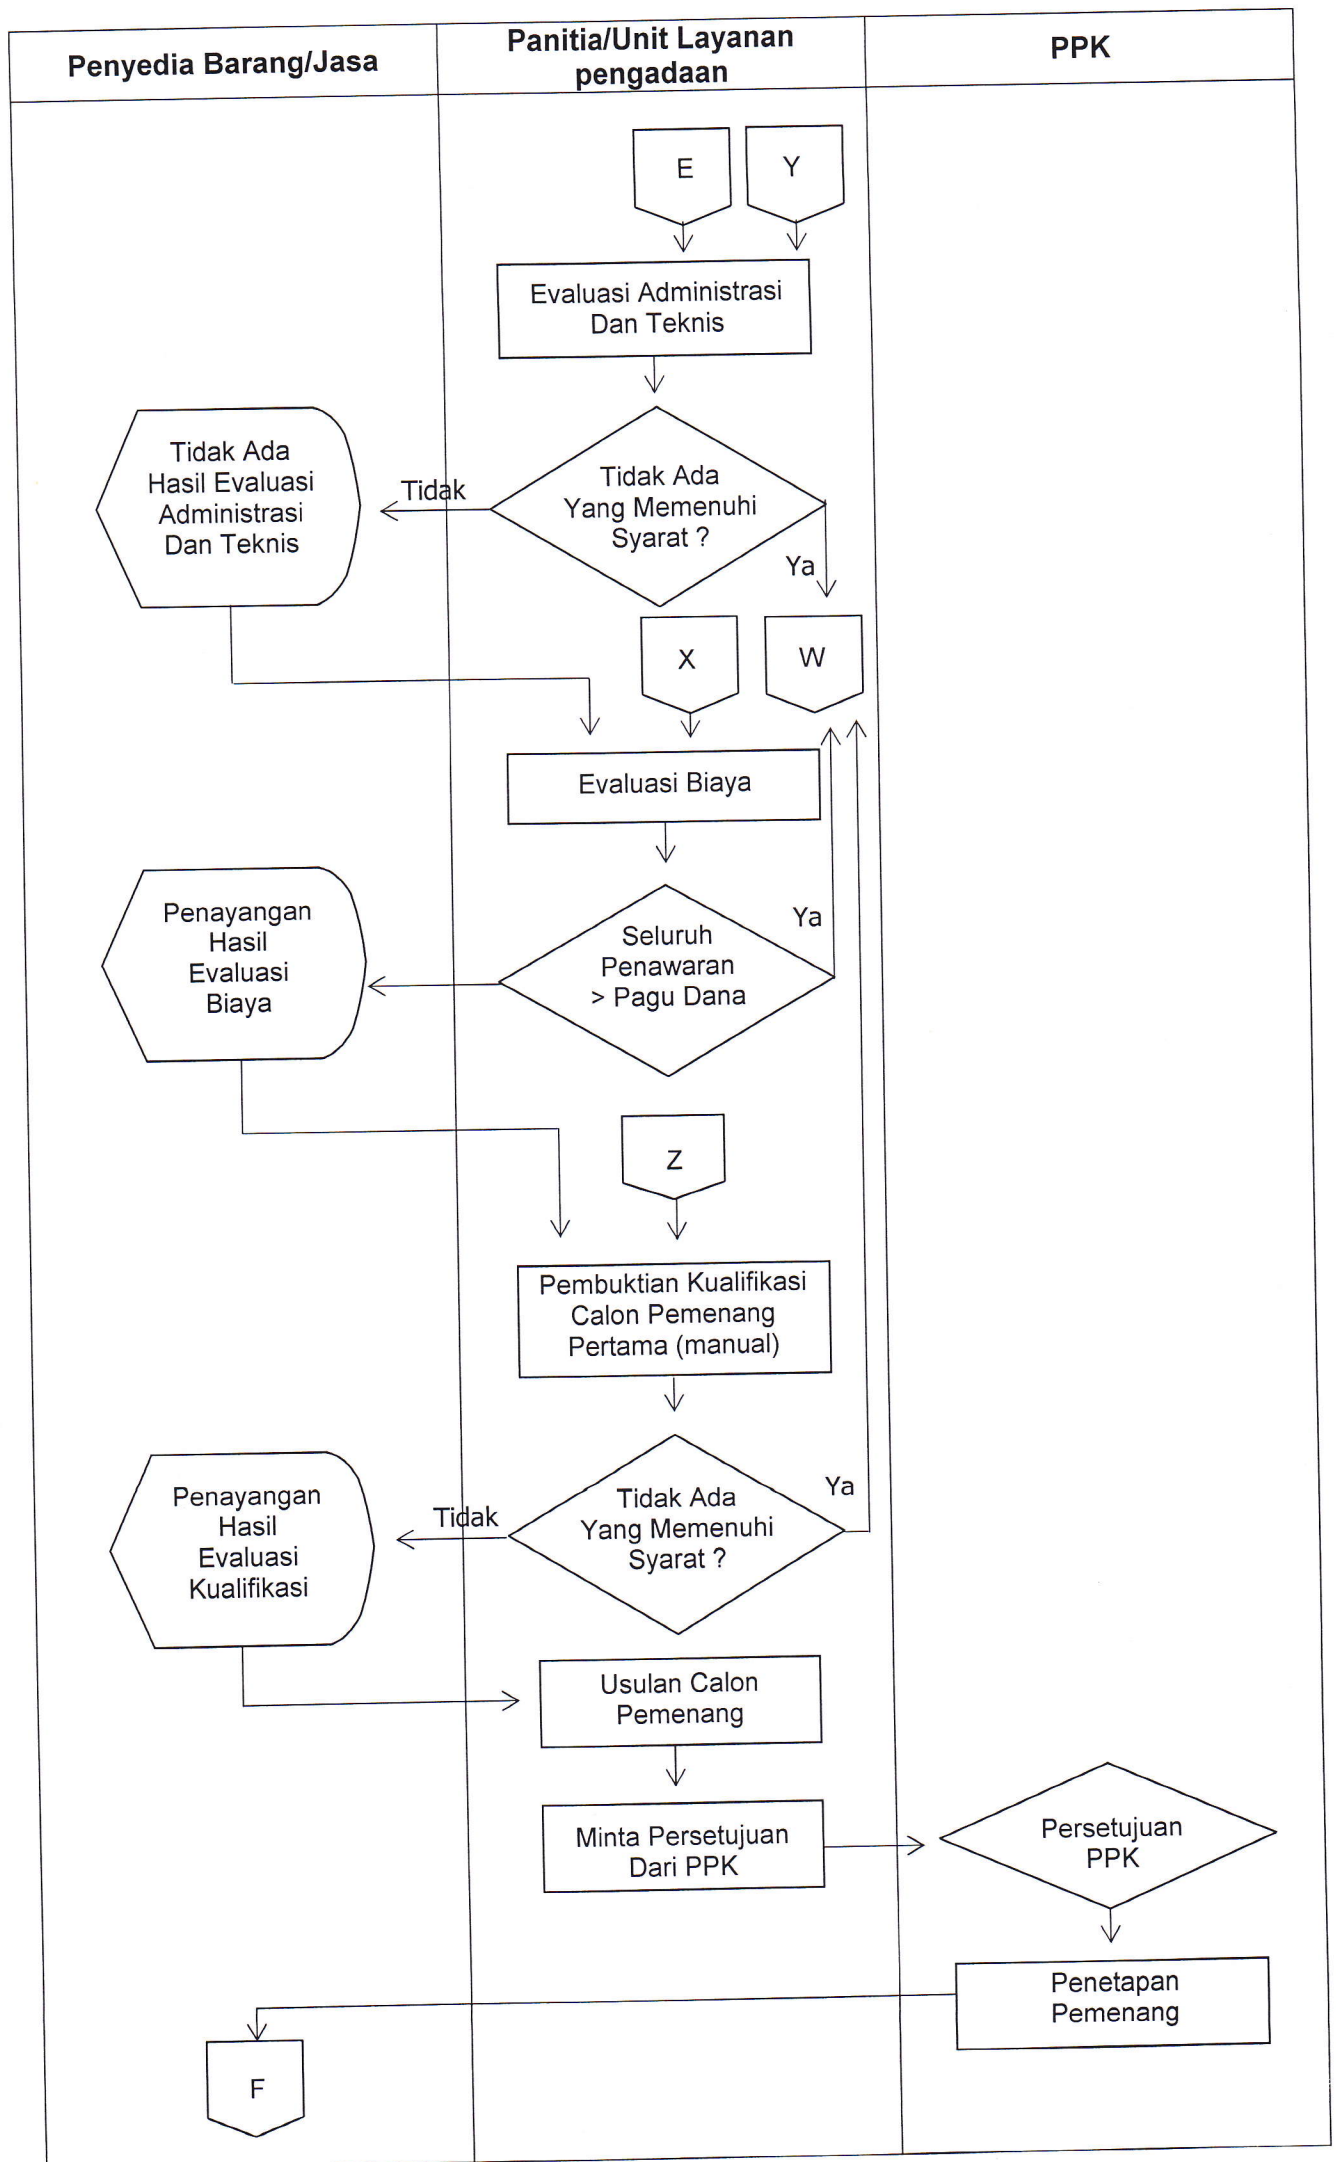 Penyedia Barang/Jasa
Panitia/Unit Layanan
pengadaan
PPK
E
Y
Evaluasi Administrasi
Dan Teknis
Tidak Ada
Hasil Evaluasi
Administrasi
Dan Teknis
Tidak
Tidak Ada
Yang Memenuhi
Syarat ?
Ya
X
W
Evaluasi Biaya
Penayangan
Hasil
Evaluasi
Biaya
Seluruh
Penawaran
> Pagu Dana
Ya
Z
Pembuktian Kualifikasi
Calon Pemenang
Pertama (manual)
Penayangan
Hasil
Evaluasi
Kualifikasi
Tidak
Tidak Ada
Yang Memenuhi
Syarat ?
Ya
Usulan Calon
Pemenang
Minta Persetujuan
Dari PPK
Persetujuan
PPK
Penetapan
Pemenang
F